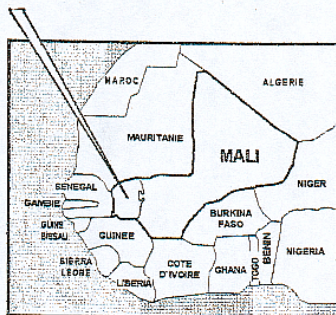 MAROC
ALGERIE
MAURITANIE
MALI
NIGER
SENEGAL
GAMBIE
BURKINA
FASO
GUINE
BISSAU
GUINEE
NIGERIA
BENIN
TOGO
SIERRA
LEONE
COTE
D'IVOIRE
GHANA
LIBERIA